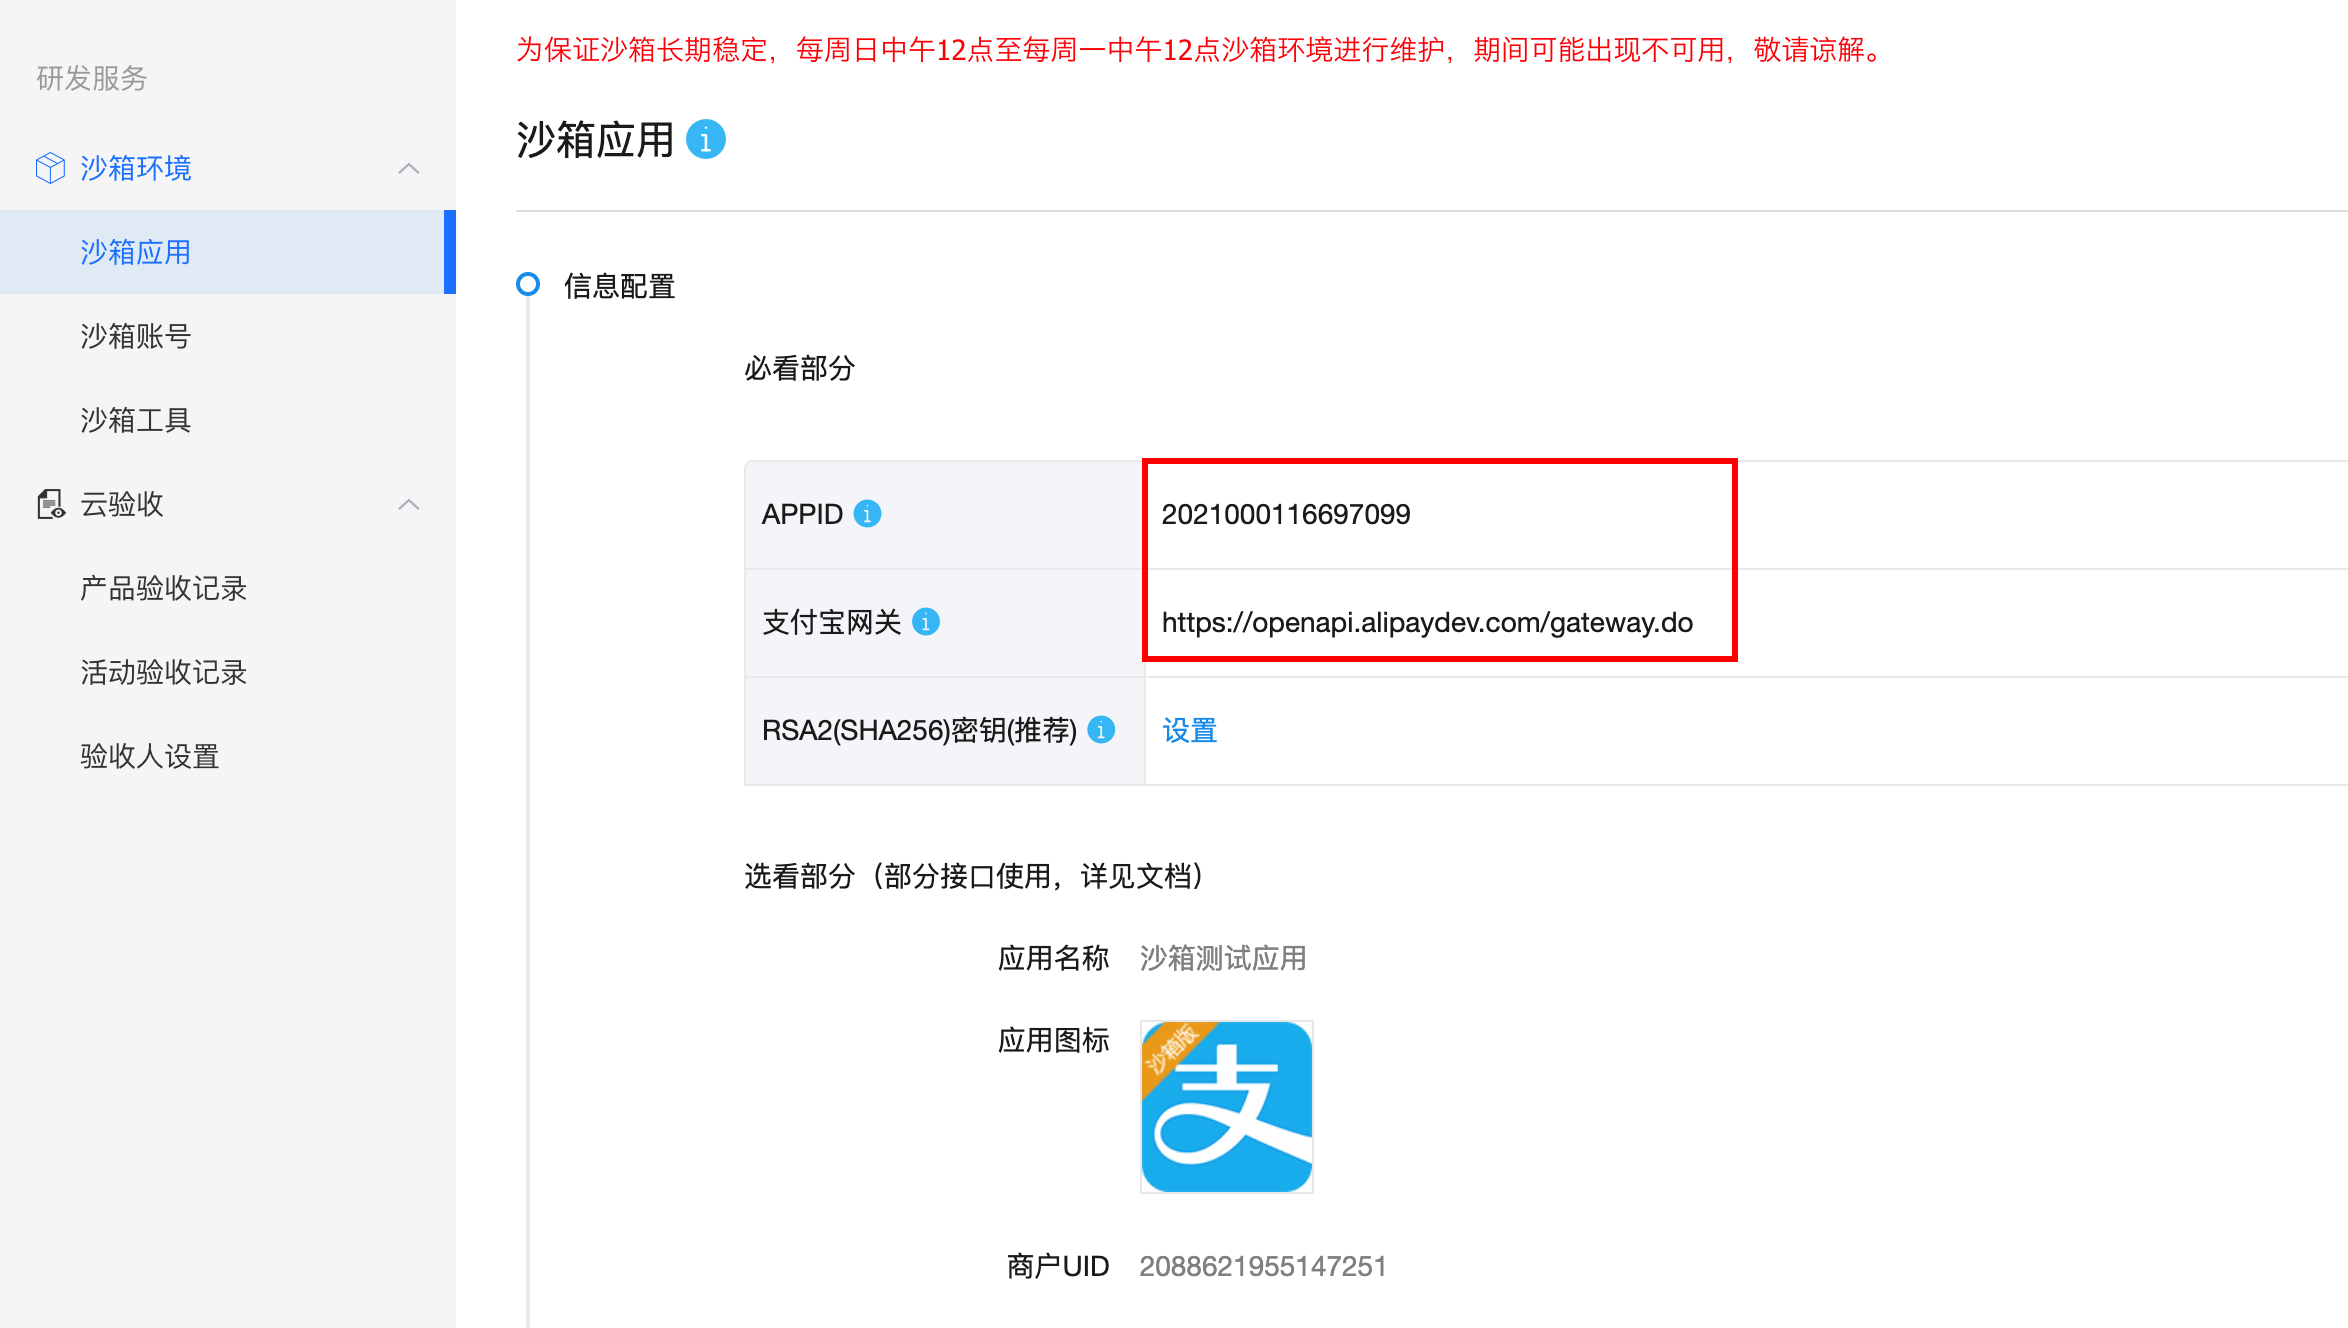 研发服务
沙箱环境
沙箱应用
沙箱账号
沙箱工具
云验收
产品验收记录
活动验收记录
验收人设置
为保证沙箱长期稳定，每周日中午12点至每周一中午12点沙箱环境进行维护，期间可能出现不可用，敬请谅解。
沙箱应用
信息配置
必看部分
APPID 2021000116697099
支付宝网关 https://openapi.alipaydev.com/gateway.do
RSA2(SHA256)密钥(推荐) 设置
选看部分（部分接口使用，详见文档）
应用名称 沙箱测试应用
应用图标
沙箱版
支
商户UID 2088621955147251